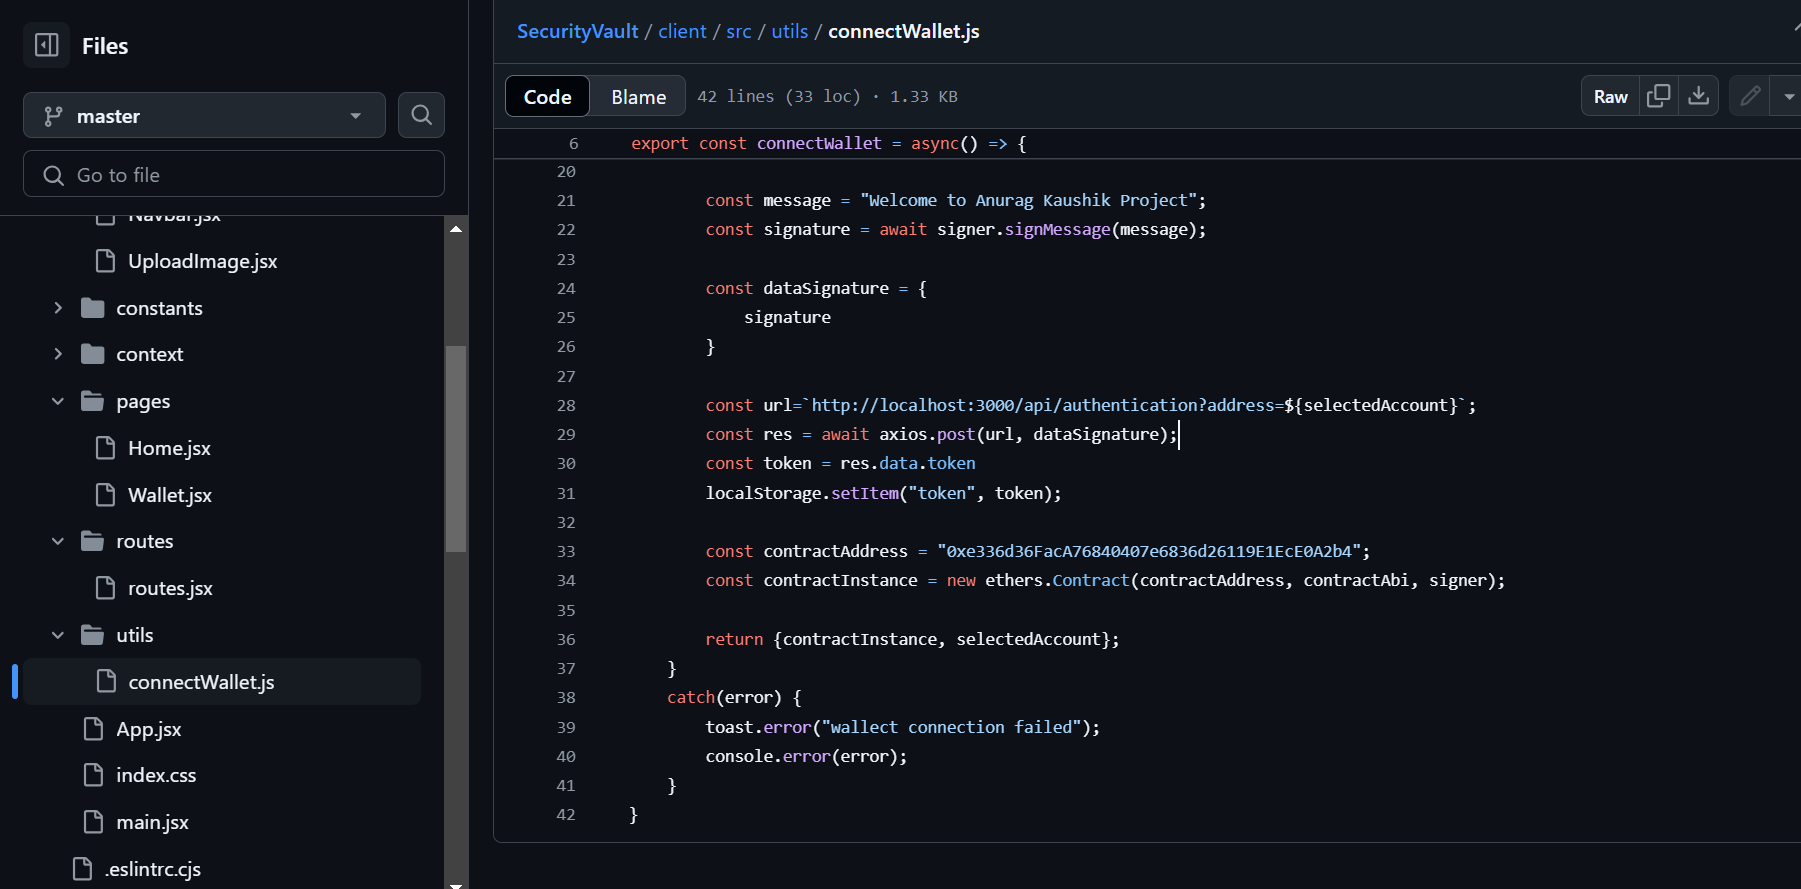 Files
master
Go to file
Navbar.jsx
UploadImage.jsx
constants
context
pages
Home.jsx
Wallet.jsx
routes
routes.jsx
utils
connectWallet.js
App.jsx
index.css
main.jsx
.eslintrc.cjs
SecurityVault / client / src / utils / connectWallet.js
Code Blame 42 lines (33 loc) · 1.33 KB Raw
6 export const connectWallet = async() => {
20
21 const message = "Welcome to Anurag Kaushik Project";
22 const signature = await signer.signMessage(message);
23
24 const dataSignature = {
25 signature
26 }
27
28 const url=`http://localhost:3000/api/authentication?address=${selectedAccount}`;
29 const res = await axios.post(url, dataSignature);
30 const token = res.data.token
31 localStorage.setItem("token", token);
32
33 const contractAddress = "0xe336d36FacA76840407e6836d26119E1EcE0A2b4";
34 const contractInstance = new ethers.Contract(contractAddress, contractAbi, signer);
35
36 return {contractInstance, selectedAccount};
37 }
38 catch(error) {
39 toast.error("wallect connection failed");
40 console.error(error);
41 }
42 }